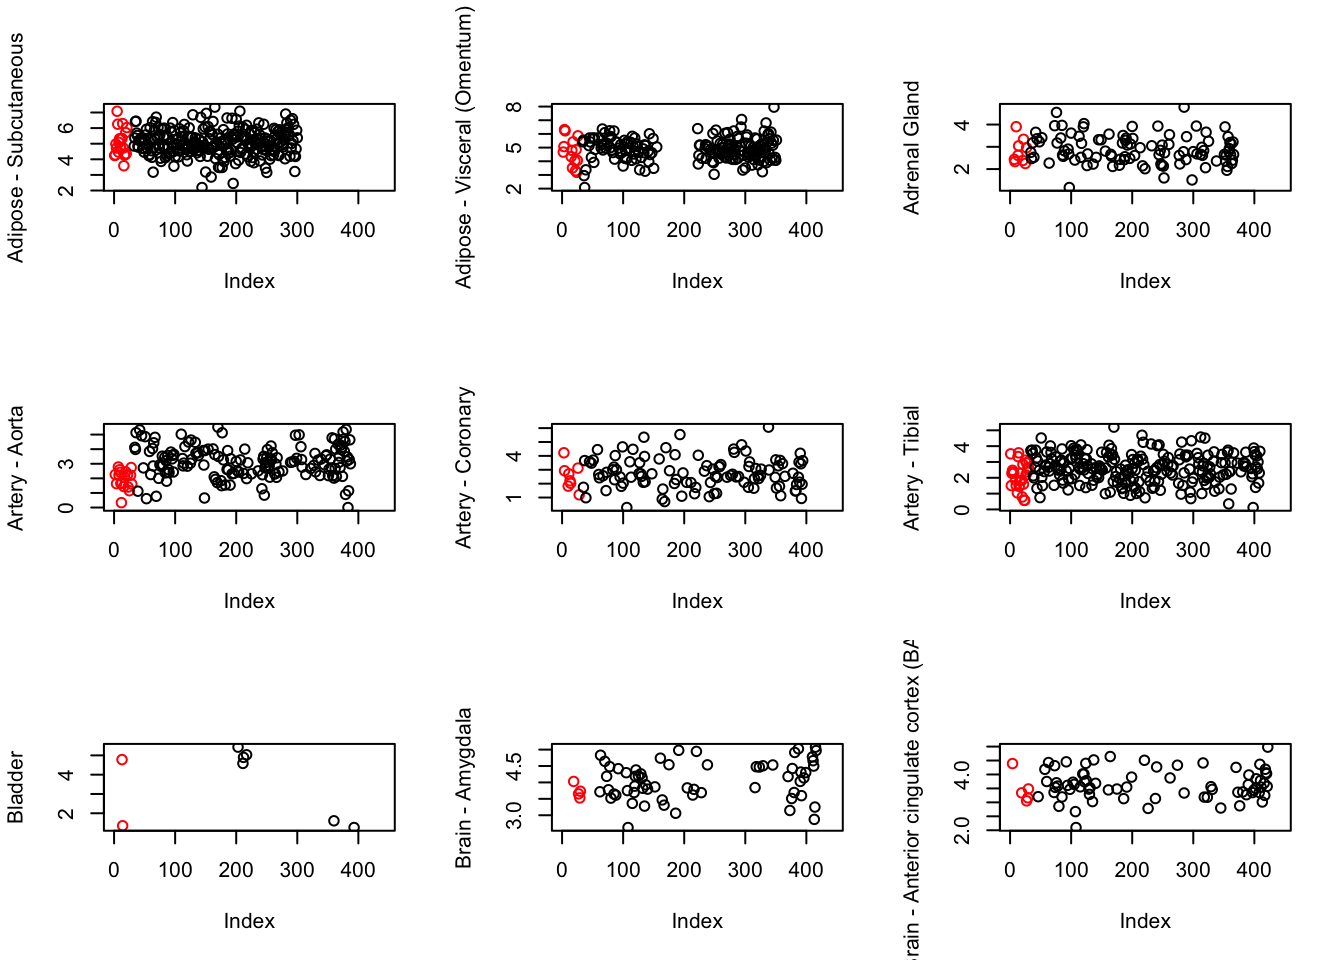 Adipose - Subcutaneous
2 4 6
0 100 200 300 400
Index
Adipose - Visceral (Omentum)
2 5 8
0 100 200 300 400
Index
Adrenal Gland
2 4
0 100 200 300 400
Index
Artery - Aorta
0 3
0 100 200 300 400
Index
Artery - Coronary
1 4
0 100 200 300 400
Index
Artery - Tibial
0 2 4
0 100 200 300 400
Index
Bladder
2 4
0 100 200 300 400
Index
Brain - Amygdala
3.0 4.5
0 100 200 300 400
Index
rain - Anterior cingulate cortex (BA
2.0 4.0
0 100 200 300 400
Index